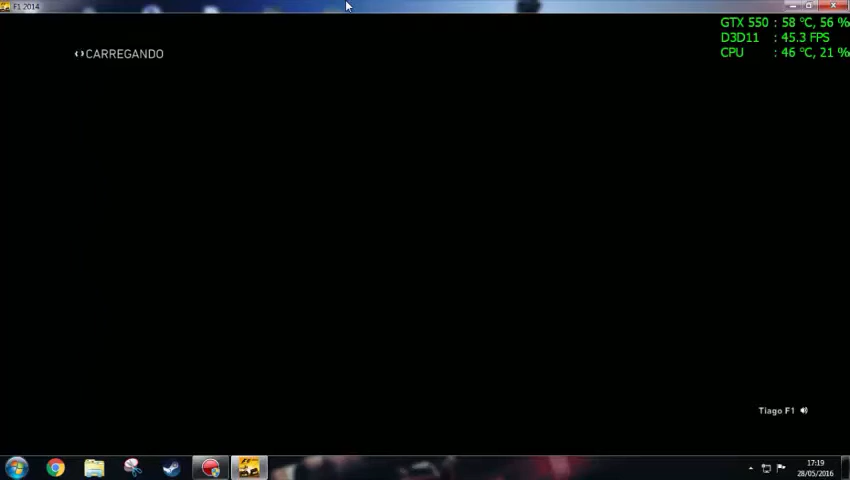 F1 2014
GTX 550 : 58 °C, 56 %
D3D11 : 45.3 FPS
CPU : 46 °C, 21 %
CARREGANDO
Tiago F1
17:19
28/05/2016